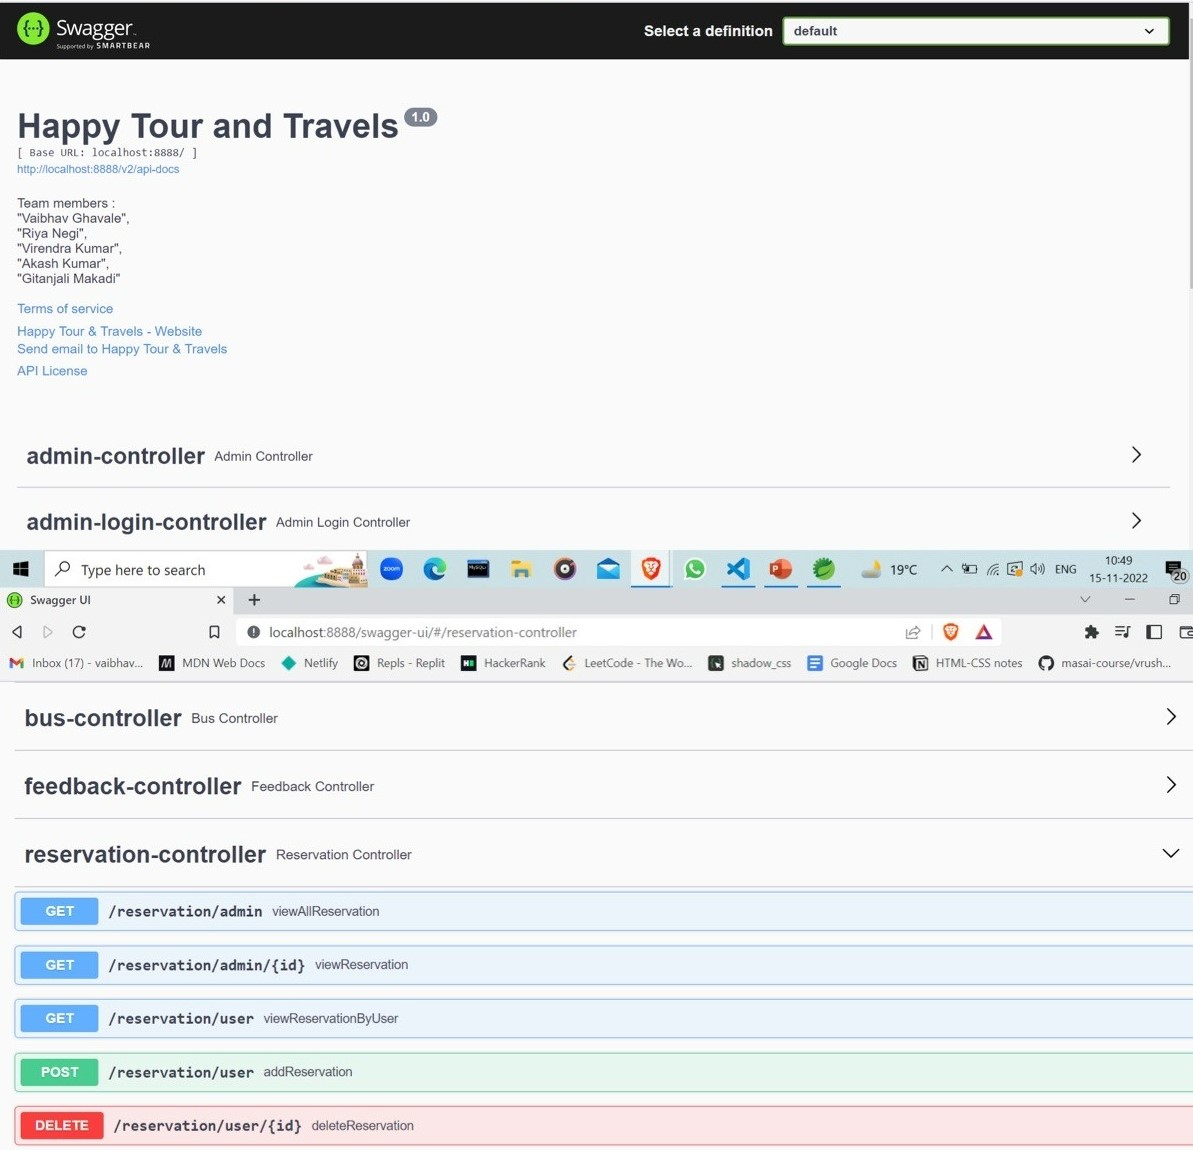 Swagger
Supported by SMARTBEAR
Select a definition
default
Happy Tour and Travels 1.0
[ Base URL: localhost:8888/ ]
http://localhost:8888/v2/api-docs
Team members :
"Vaibhav Ghavale",
"Riya Negi",
"Virendra Kumar",
"Akash Kumar",
"Gitanjali Makadi"
Terms of service
Happy Tour & Travels - Website
Send email to Happy Tour & Travels
API License
admin-controller Admin Controller
admin-login-controller Admin Login Controller
Type here to search
zoom
19°C
ENG
10:49
15-11-2022
20
Swagger UI
localhost:8888/swagger-ui/#/reservation-controller
Inbox (17) - vaibhav... MDN Web Docs Netlify Repls - Replit HackerRank LeetCode - The Wo... shadow_css Google Docs HTML-CSS notes masai-course/vrush...
bus-controller Bus Controller
feedback-controller Feedback Controller
reservation-controller Reservation Controller
GET /reservation/admin viewAllReservation
GET /reservation/admin/{id} viewReservation
GET /reservation/user viewReservationByUser
POST /reservation/user addReservation
DELETE /reservation/user/{id} deleteReservation